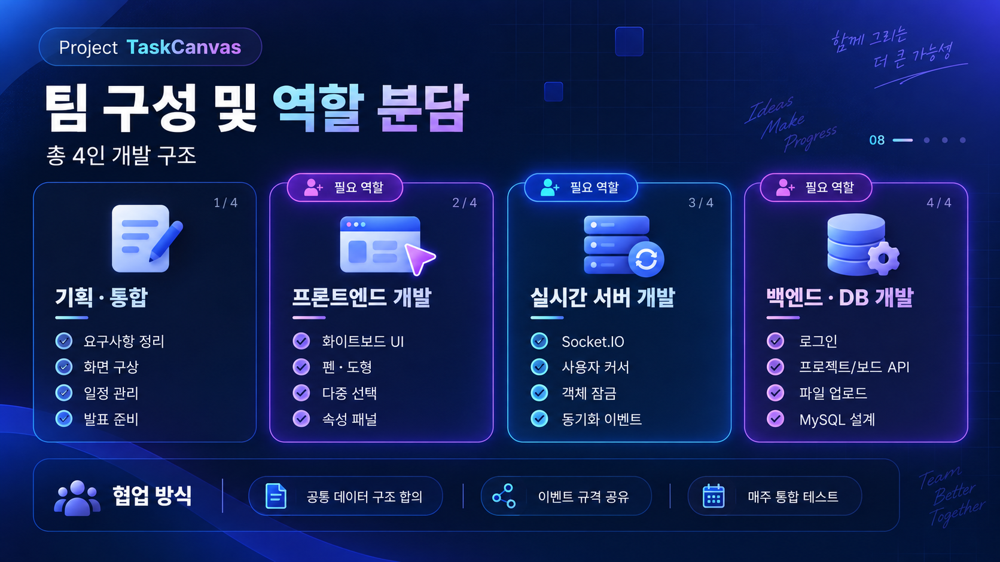 Project TaskCanvas
함께 그리는
더 큰 가능성
팀 구성 및 역할 분담
Ideas
Make
Progress
총 4인 개발 구조
08
1 / 4
기획 · 통합
요구사항 정리
화면 구상
일정 관리
발표 준비
필요 역할
2 / 4
프론트엔드 개발
화이트보드 UI
펜 · 도형
다중 선택
속성 패널
필요 역할
3 / 4
실시간 서버 개발
Socket.IO
사용자 커서
객체 잠금
동기화 이벤트
필요 역할
4 / 4
백엔드 · DB 개발
로그인
프로젝트/보드 API
파일 업로드
MySQL 설계
협업 방식
공통 데이터 구조 합의
이벤트 규격 공유
매주 통합 테스트
Team
Better
Together